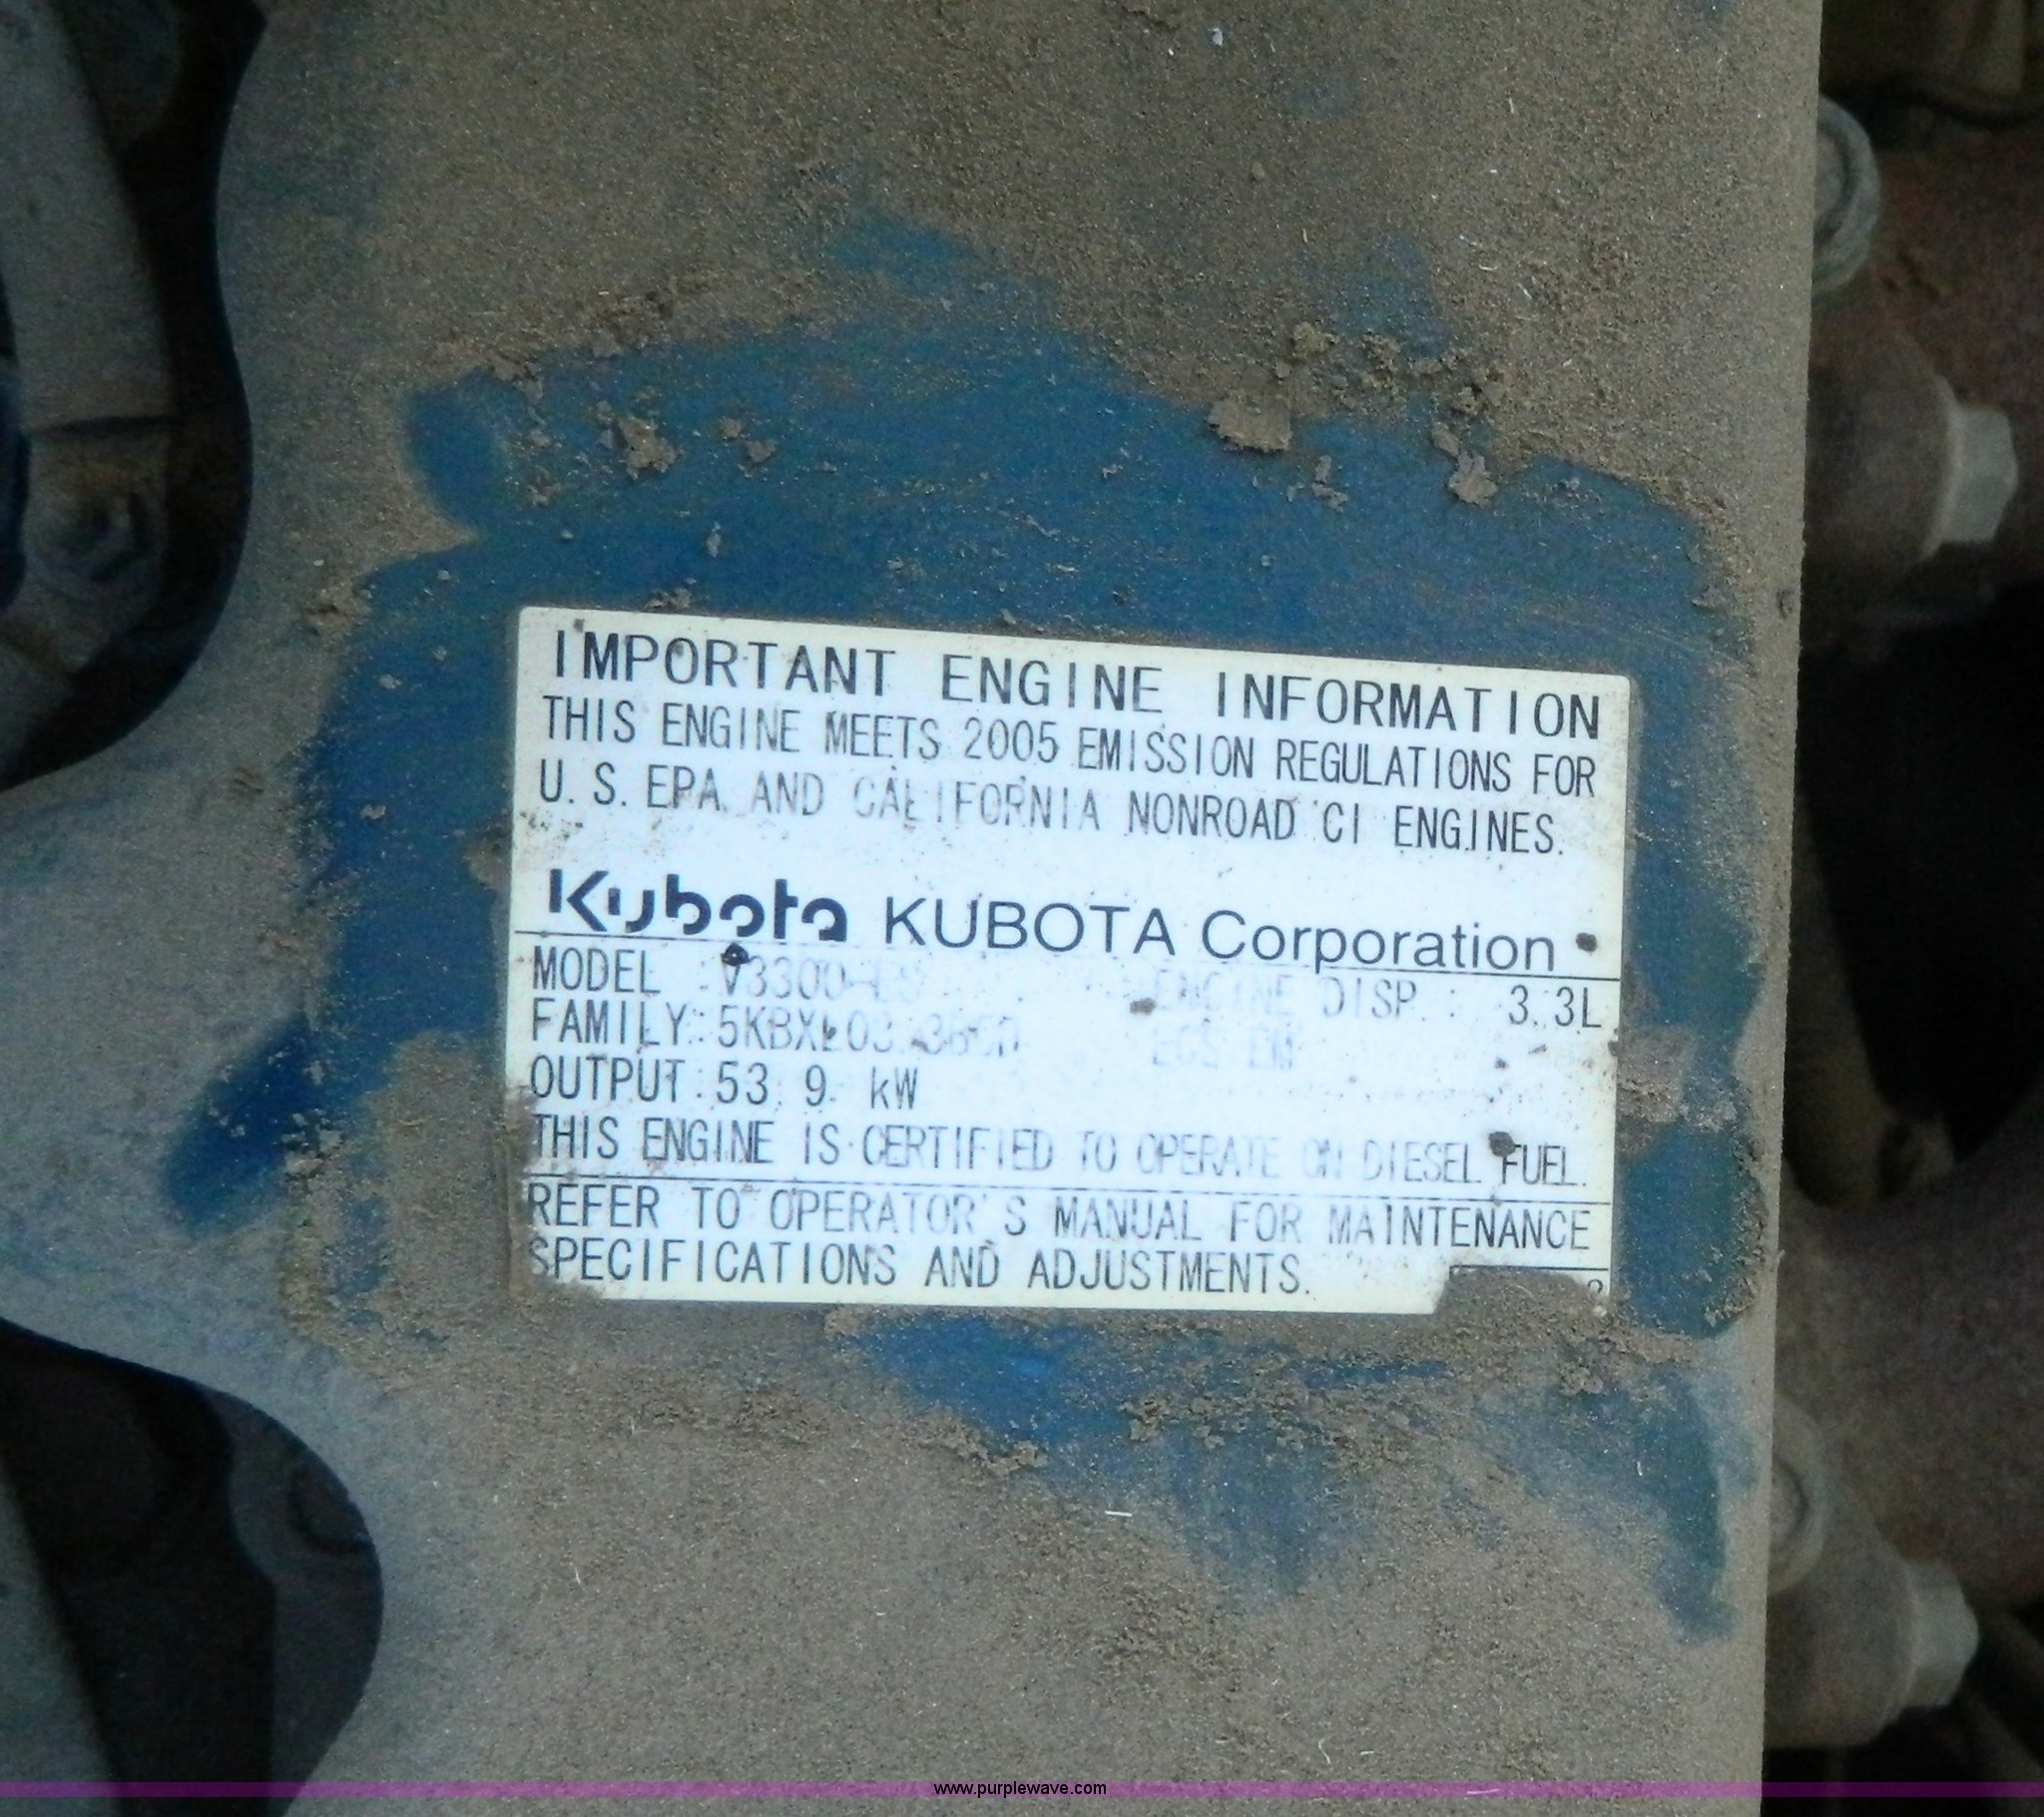 IMPORTANT ENGINE INFORMATION
THIS ENGINE MEETS 2005 EMISSION REGULATIONS FOR
U.S. EPA AND CALIFORNIA NONROAD CI ENGINES.
Kubota KUBOTA Corporation
MODEL : ENGINE DISP. : 3.3L
FAMILY: ECS:EM
OUTPUT:53.9 kW
THIS ENGINE IS CERTIFIED TO OPERATE ON DIESEL FUEL.
REFER TO OPERATOR'S MANUAL FOR MAINTENANCE
SPECIFICATIONS AND ADJUSTMENTS.
www.purplewave.com